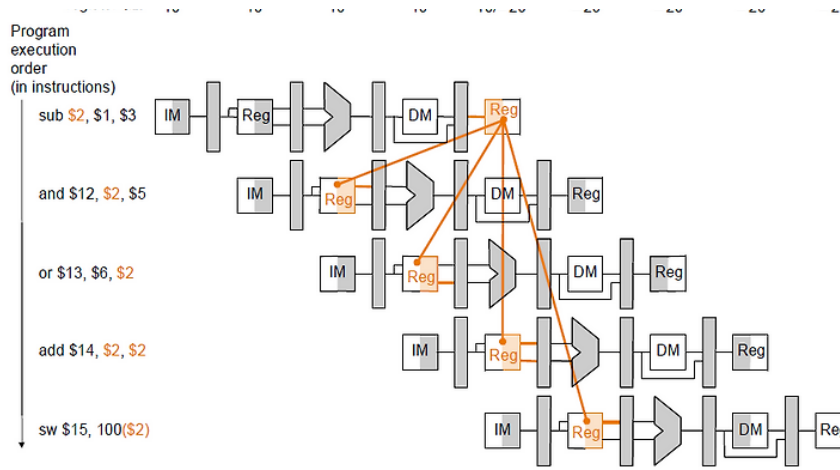 Program
execution
order
(in instructions)
sub $2, $1, $3
IM
Reg
DM
Reg
and $12, $2, $5
IM
Reg
DM
Reg
or $13, $6, $2
IM
Reg
DM
Reg
add $14, $2, $2
IM
Reg
DM
Reg
sw $15, 100($2)
IM
Reg
DM